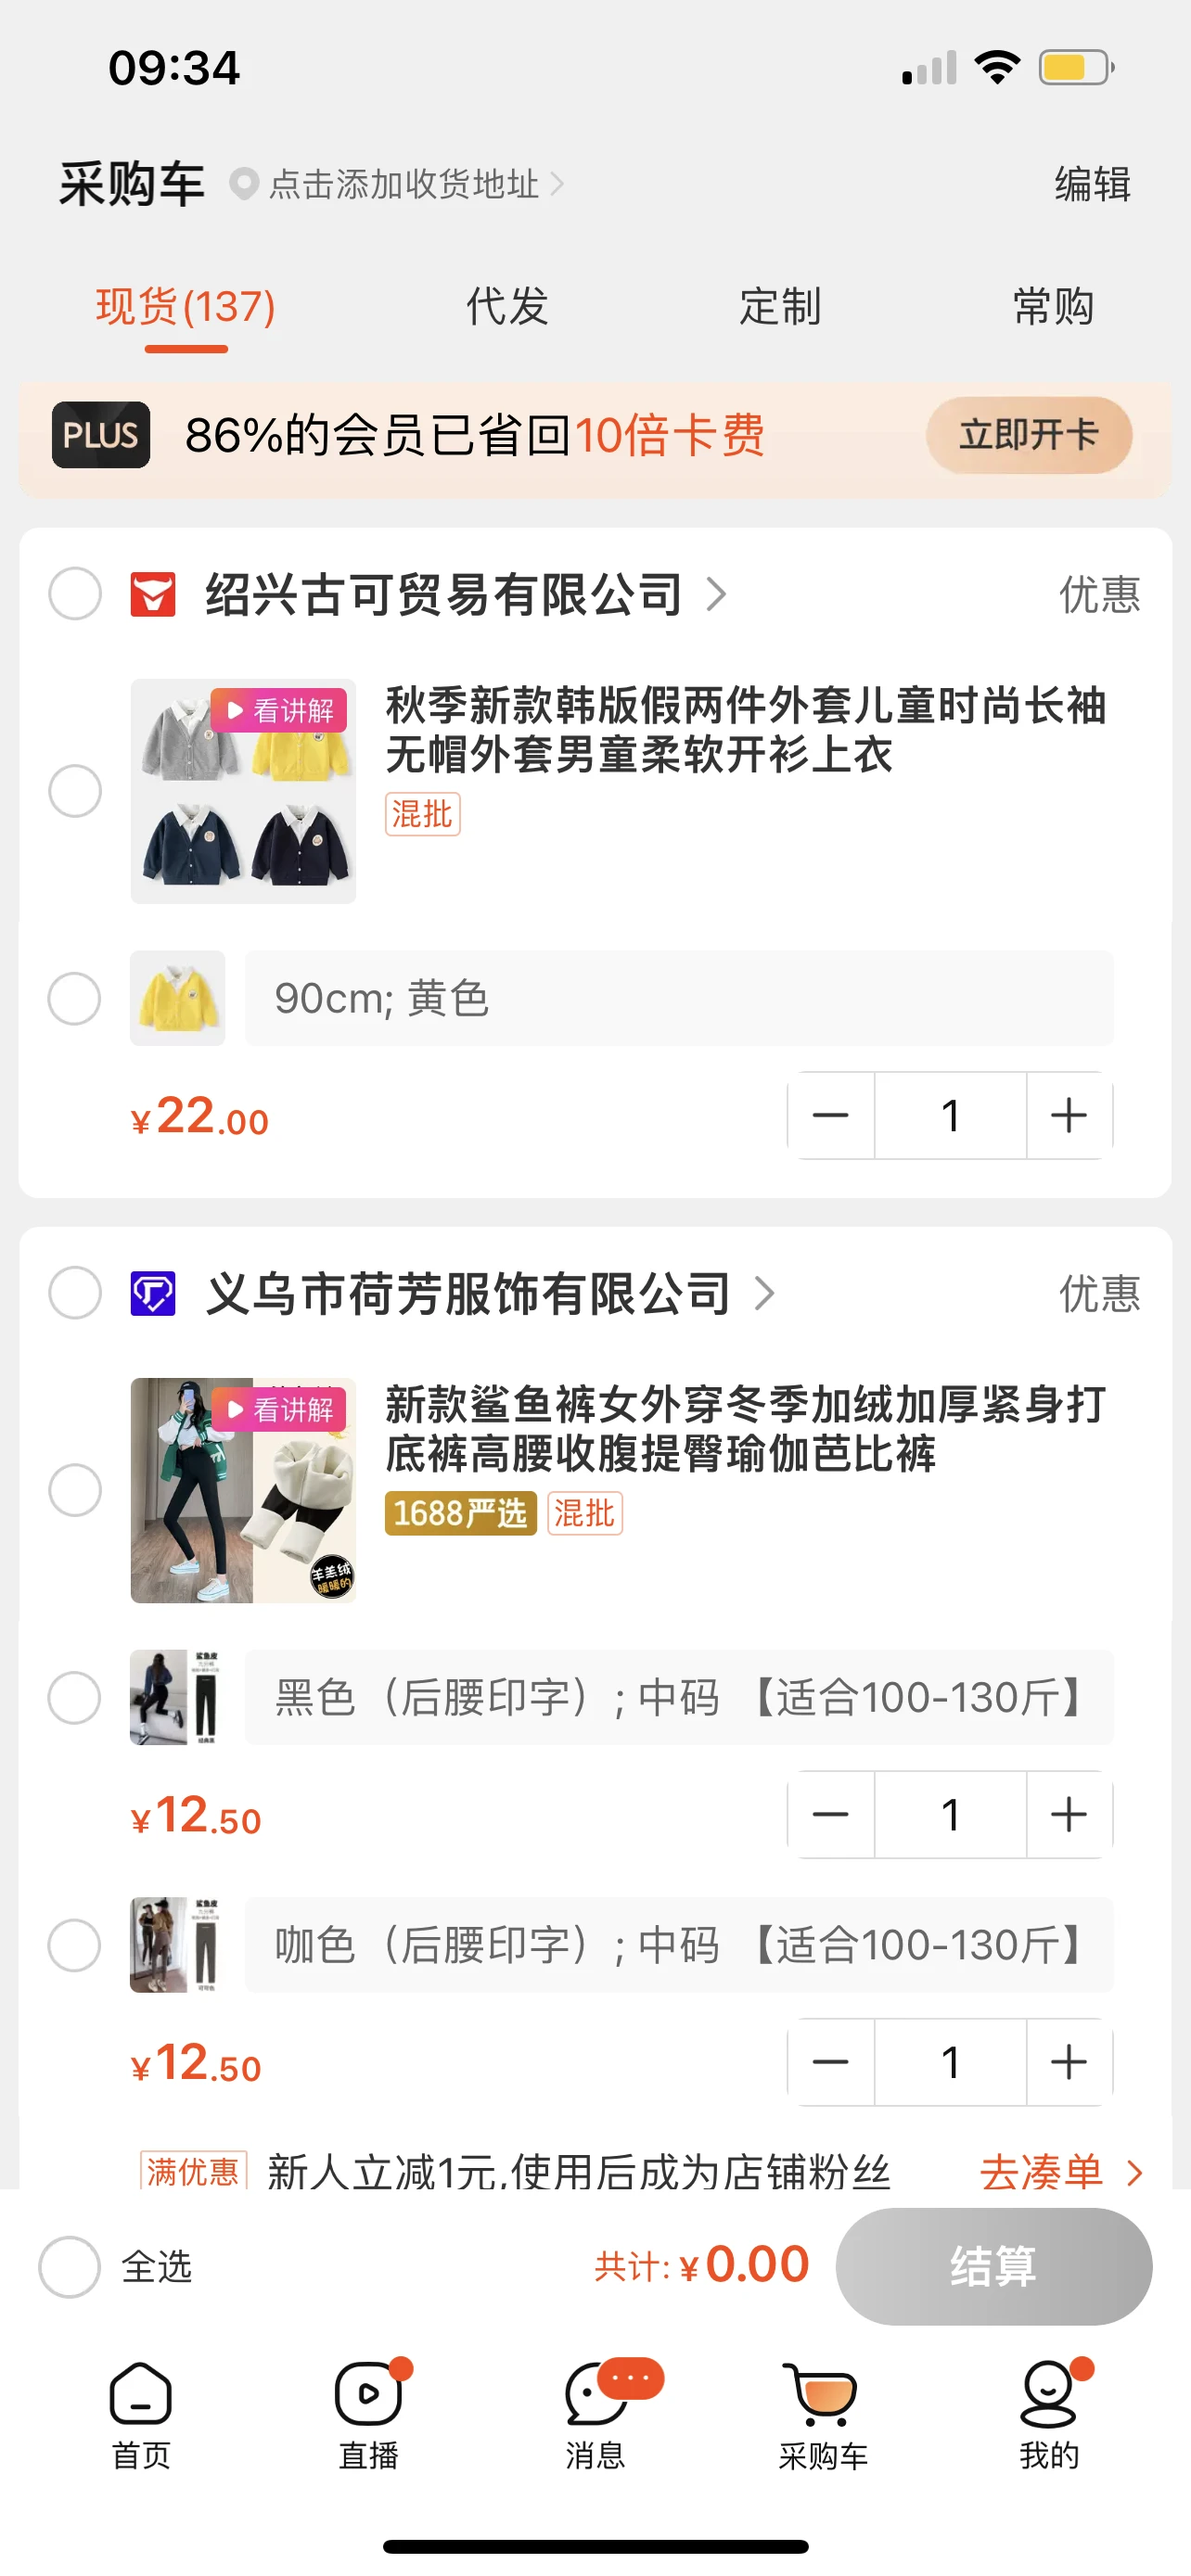 09:34
采购车 点击添加收货地址 编辑
现货(137) 代发 定制 常购
PLUS 86%的会员已省回10倍卡费 立即开卡
绍兴古可贸易有限公司 优惠
看讲解
秋季新款韩版假两件外套儿童时尚长袖
无帽外套男童柔软开衫上衣
混批
90cm; 黄色
¥22.00 1
义乌市荷芳服饰有限公司 优惠
看讲解
新款鲨鱼裤女外穿冬季加绒加厚紧身打
底裤高腰收腹提臀瑜伽芭比裤
1688严选 混批
羊羔绒
暖暖的
鲨鱼皮
黑色（后腰印字）; 中码 【适合100-130斤】
¥12.50 1
鲨鱼皮
咖色（后腰印字）; 中码 【适合100-130斤】
¥12.50 1
满优惠 新人立减1元,使用后成为店铺粉丝 去凑单
全选 共计: ¥0.00 结算
首页 直播 消息 采购车 我的